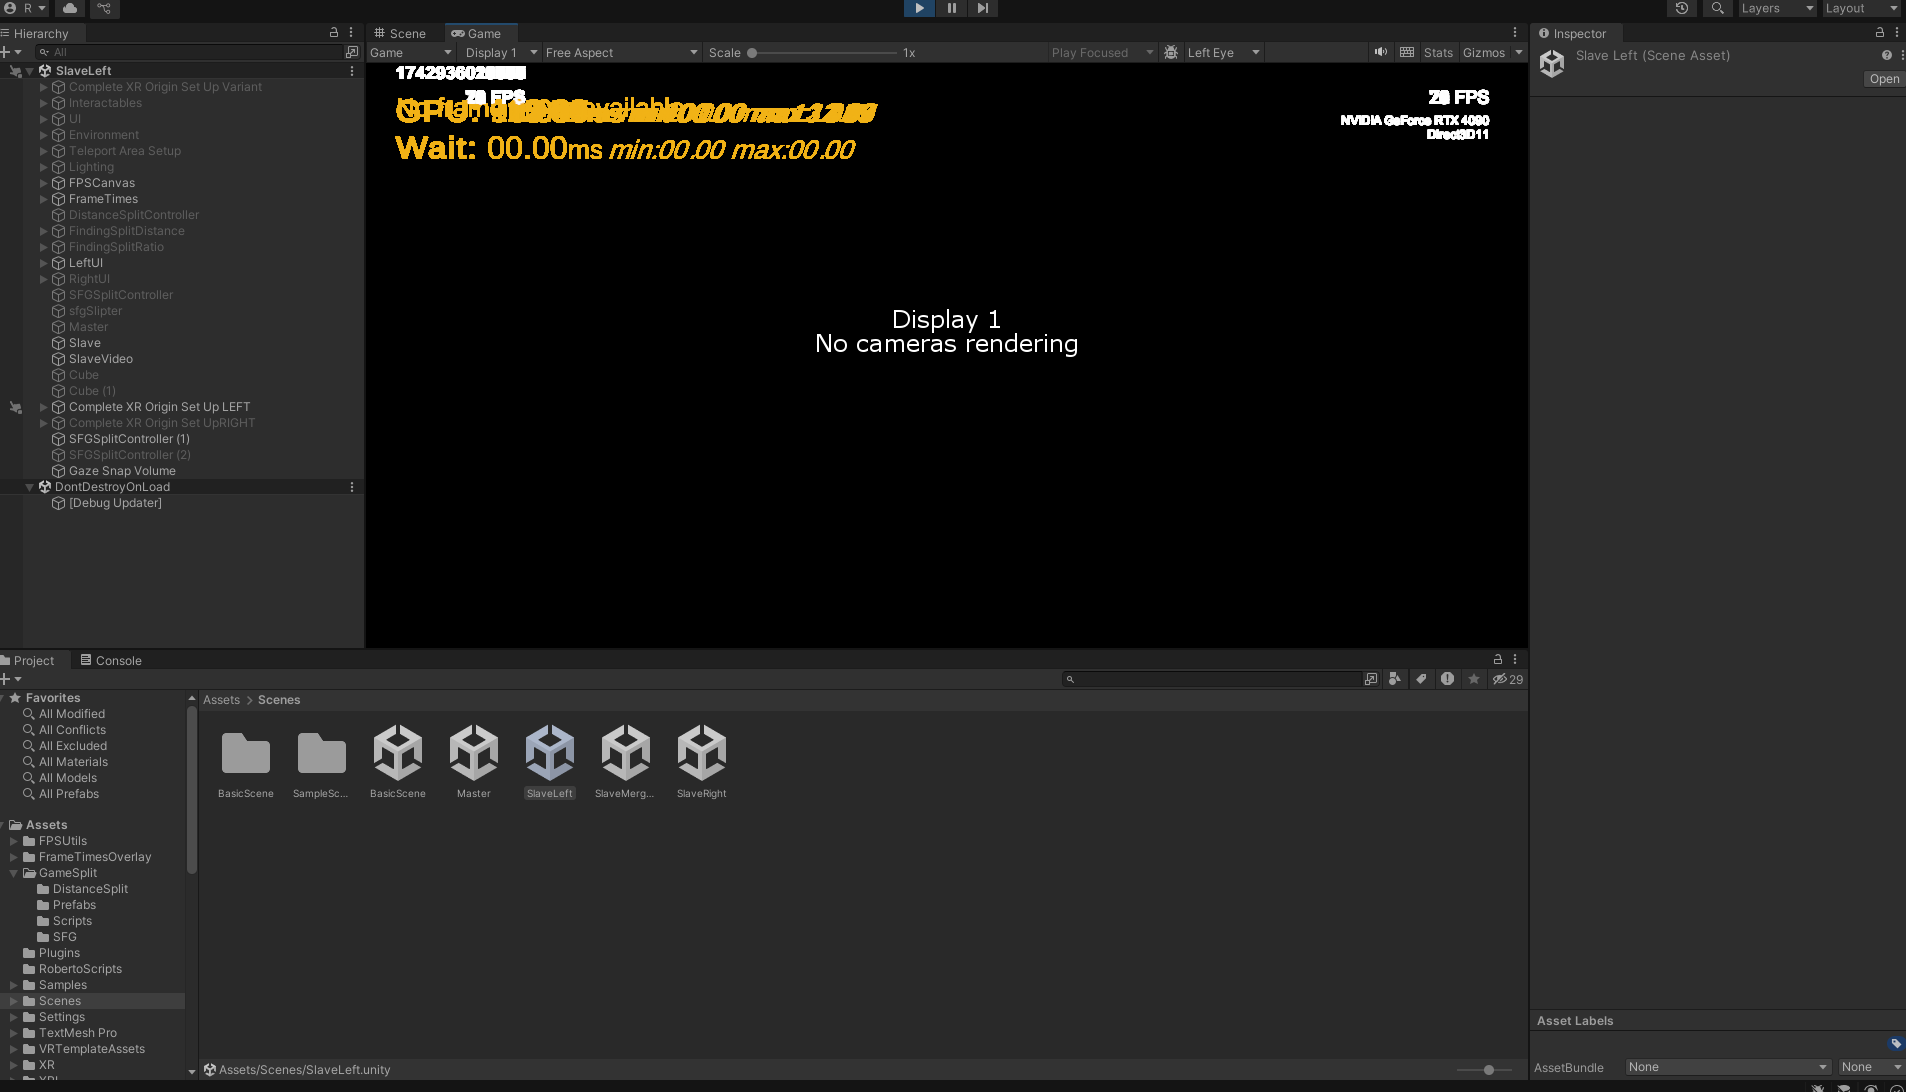 R
Layers
Layout
Hierarchy
All
SlaveLeft
Complete XR Origin Set Up Variant
Interactables
UI
Environment
Teleport Area Setup
Lighting
FPSCanvas
FrameTimes
DistanceSplitController
FindingSplitDistance
FindingSplitRatio
LeftUI
RightUI
SFGSplitController
sfgSlipter
Master
Slave
SlaveVideo
Cube
Cube (1)
Complete XR Origin Set Up LEFT
Complete XR Origin Set UpRIGHT
SFGSplitController (1)
SFGSplitController (2)
Gaze Snap Volume
DontDestroyOnLoad
[Debug Updater]
Scene
Game
Game
Display 1
Free Aspect
Scale
1x
Play Focused
Left Eye
Stats
Gizmos
FPS
FPS
NVIDIA GeForce RTX 4090
Direct3D11
Wait: 00.00ms min:00.00 max:00.00
Display 1
No cameras rendering
Inspector
Slave Left (Scene Asset)
Open
Project
Console
29
Favorites
All Modified
All Conflicts
All Excluded
All Materials
All Models
All Prefabs
Assets
FPSUtils
FrameTimesOverlay
GameSplit
DistanceSplit
Prefabs
Scripts
SFG
Plugins
RobertoScripts
Samples
Scenes
Settings
TextMesh Pro
VRTemplateAssets
XR
Assets > Scenes
BasicScene
SampleSc...
BasicScene
Master
SlaveLeft
SlaveMerg...
SlaveRight
Assets/Scenes/SlaveLeft.unity
Asset Labels
AssetBundle
None
None